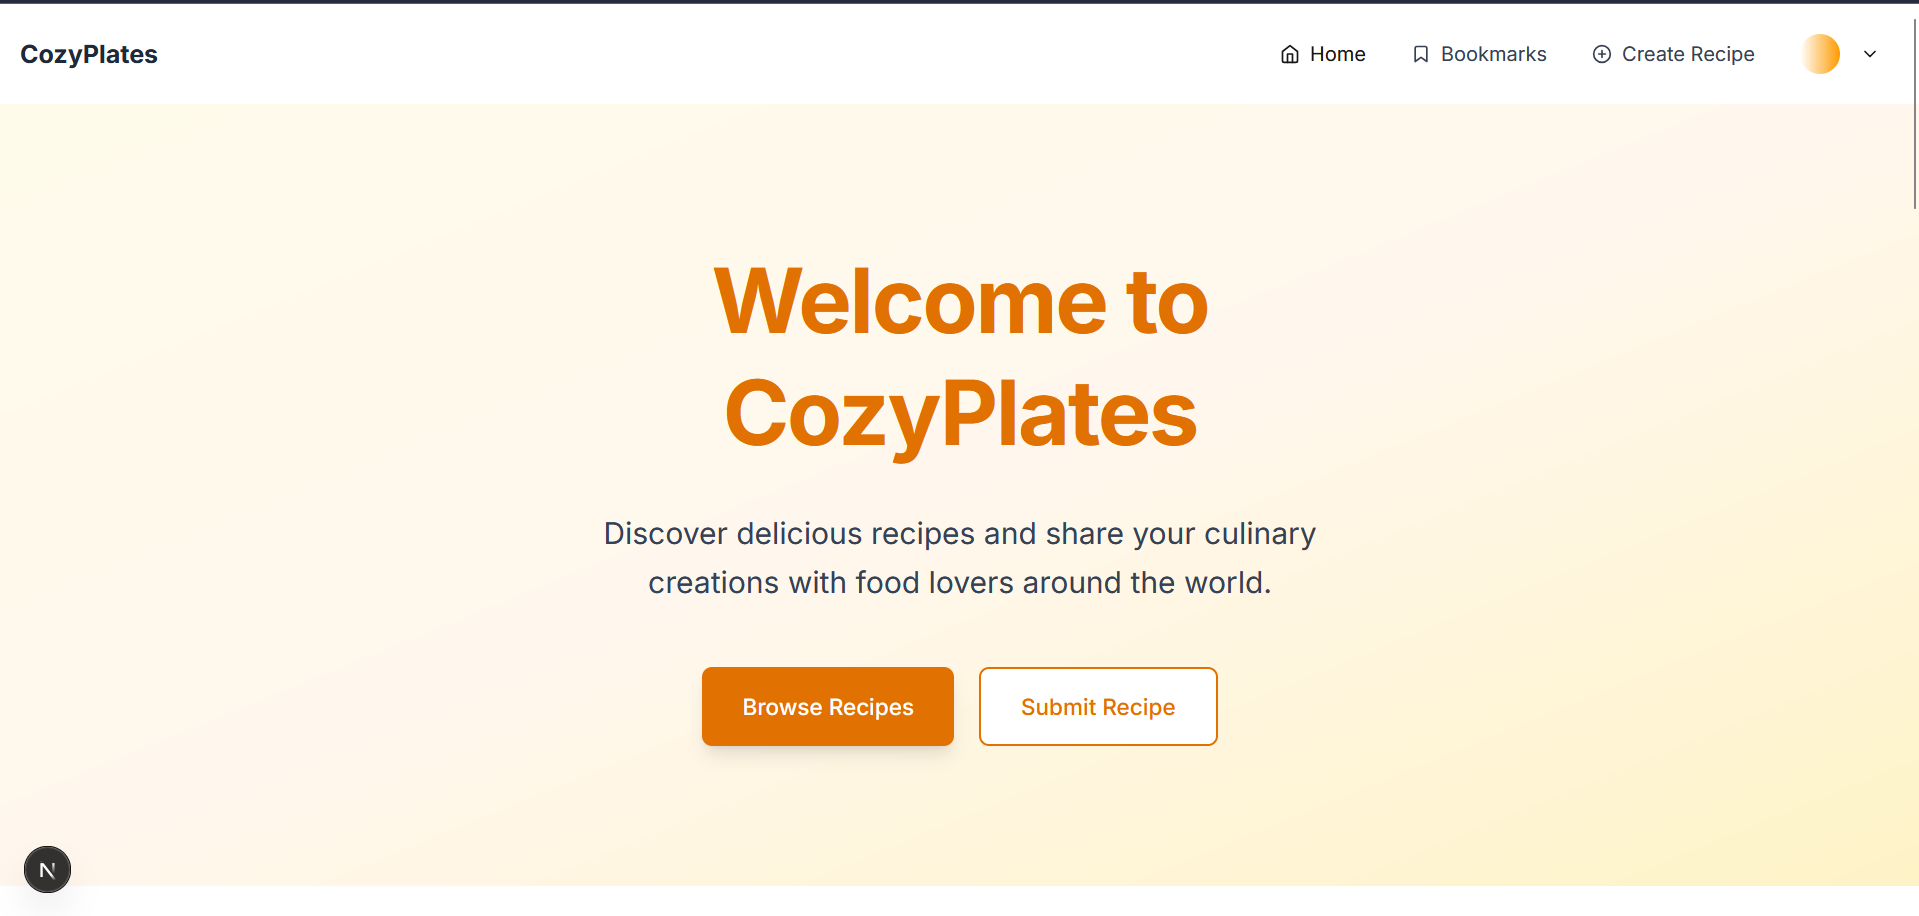 CozyPlates
Home
Bookmarks
Create Recipe
Welcome to
CozyPlates
Discover delicious recipes and share your culinary
creations with food lovers around the world.
Browse Recipes
Submit Recipe
N